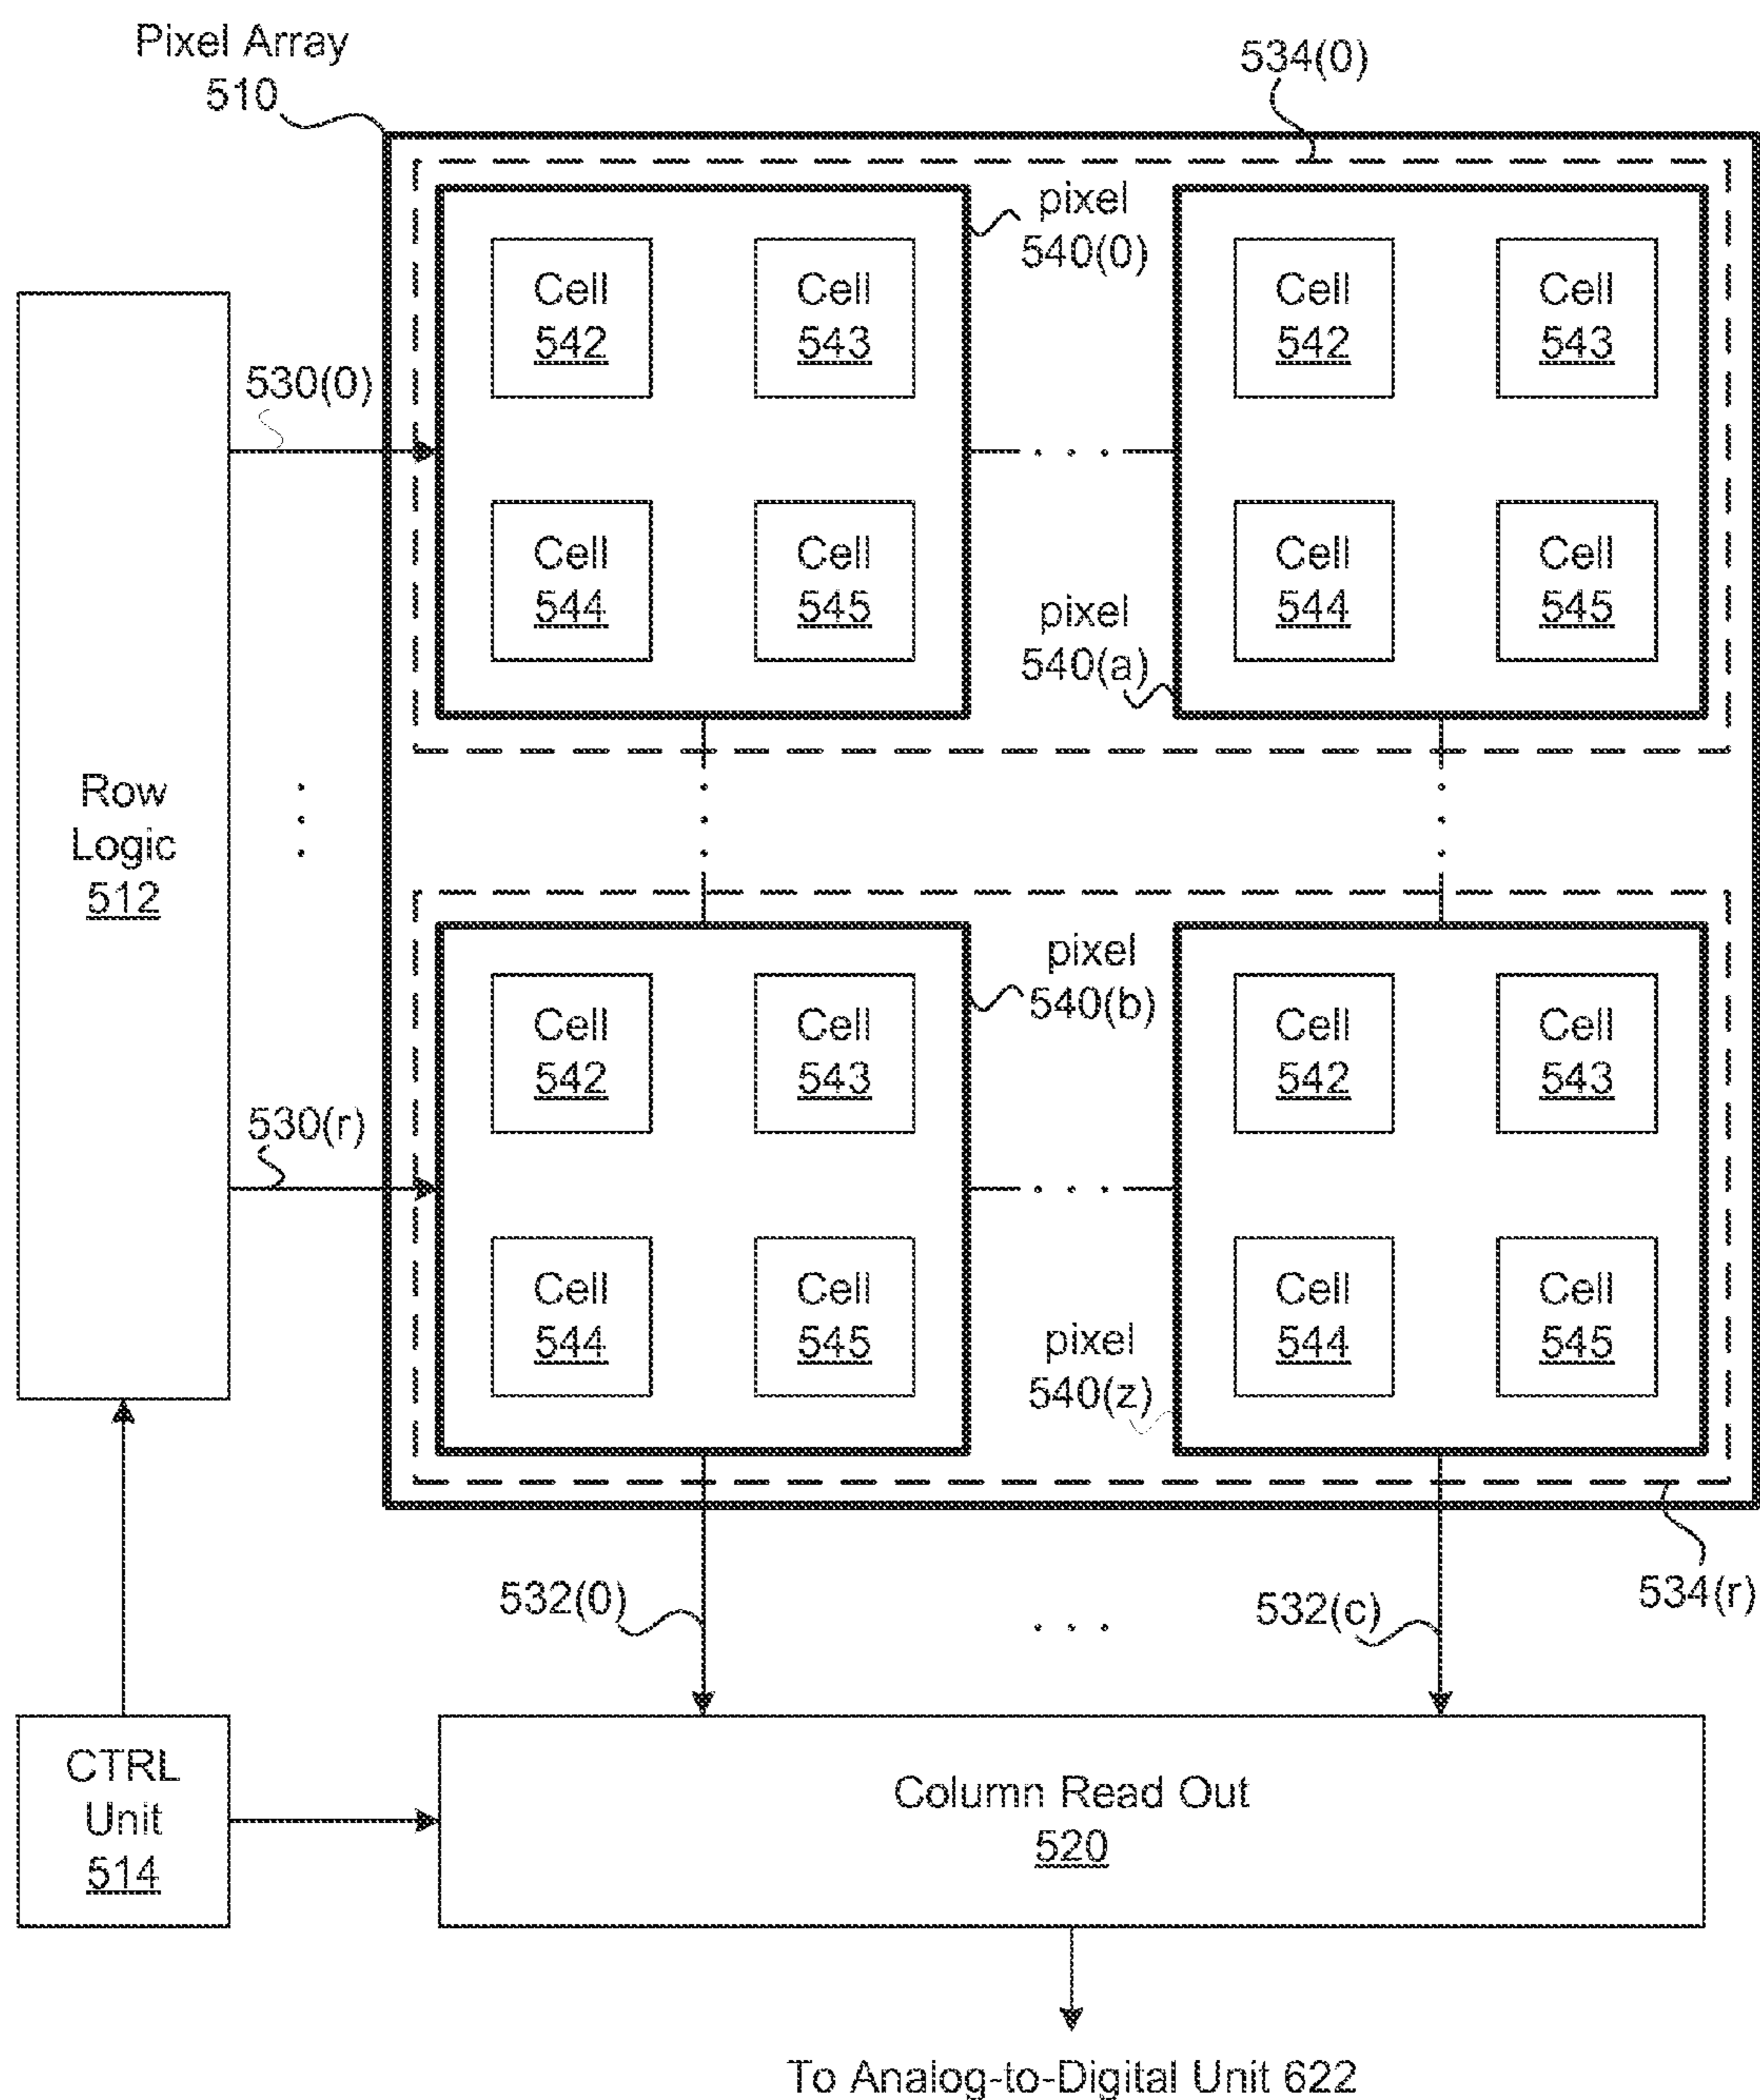 Pixel Array
510
534(0)
pixel
540(0)
Cell
542
Cell
543
Cell
542
Cell
543
530(0)
. . .
Cell
544
Cell
545
pixel
540(a)
Cell
544
Cell
545
Row
Logic
512
pixel
540(b)
Cell
542
Cell
543
Cell
542
Cell
543
530(r)
. . .
Cell
544
Cell
545
pixel
540(z)
Cell
544
Cell
545
532(0)
. . .
532(c)
534(r)
CTRL
Unit
514
Column Read Out
520
To Analog-to-Digital Unit 622